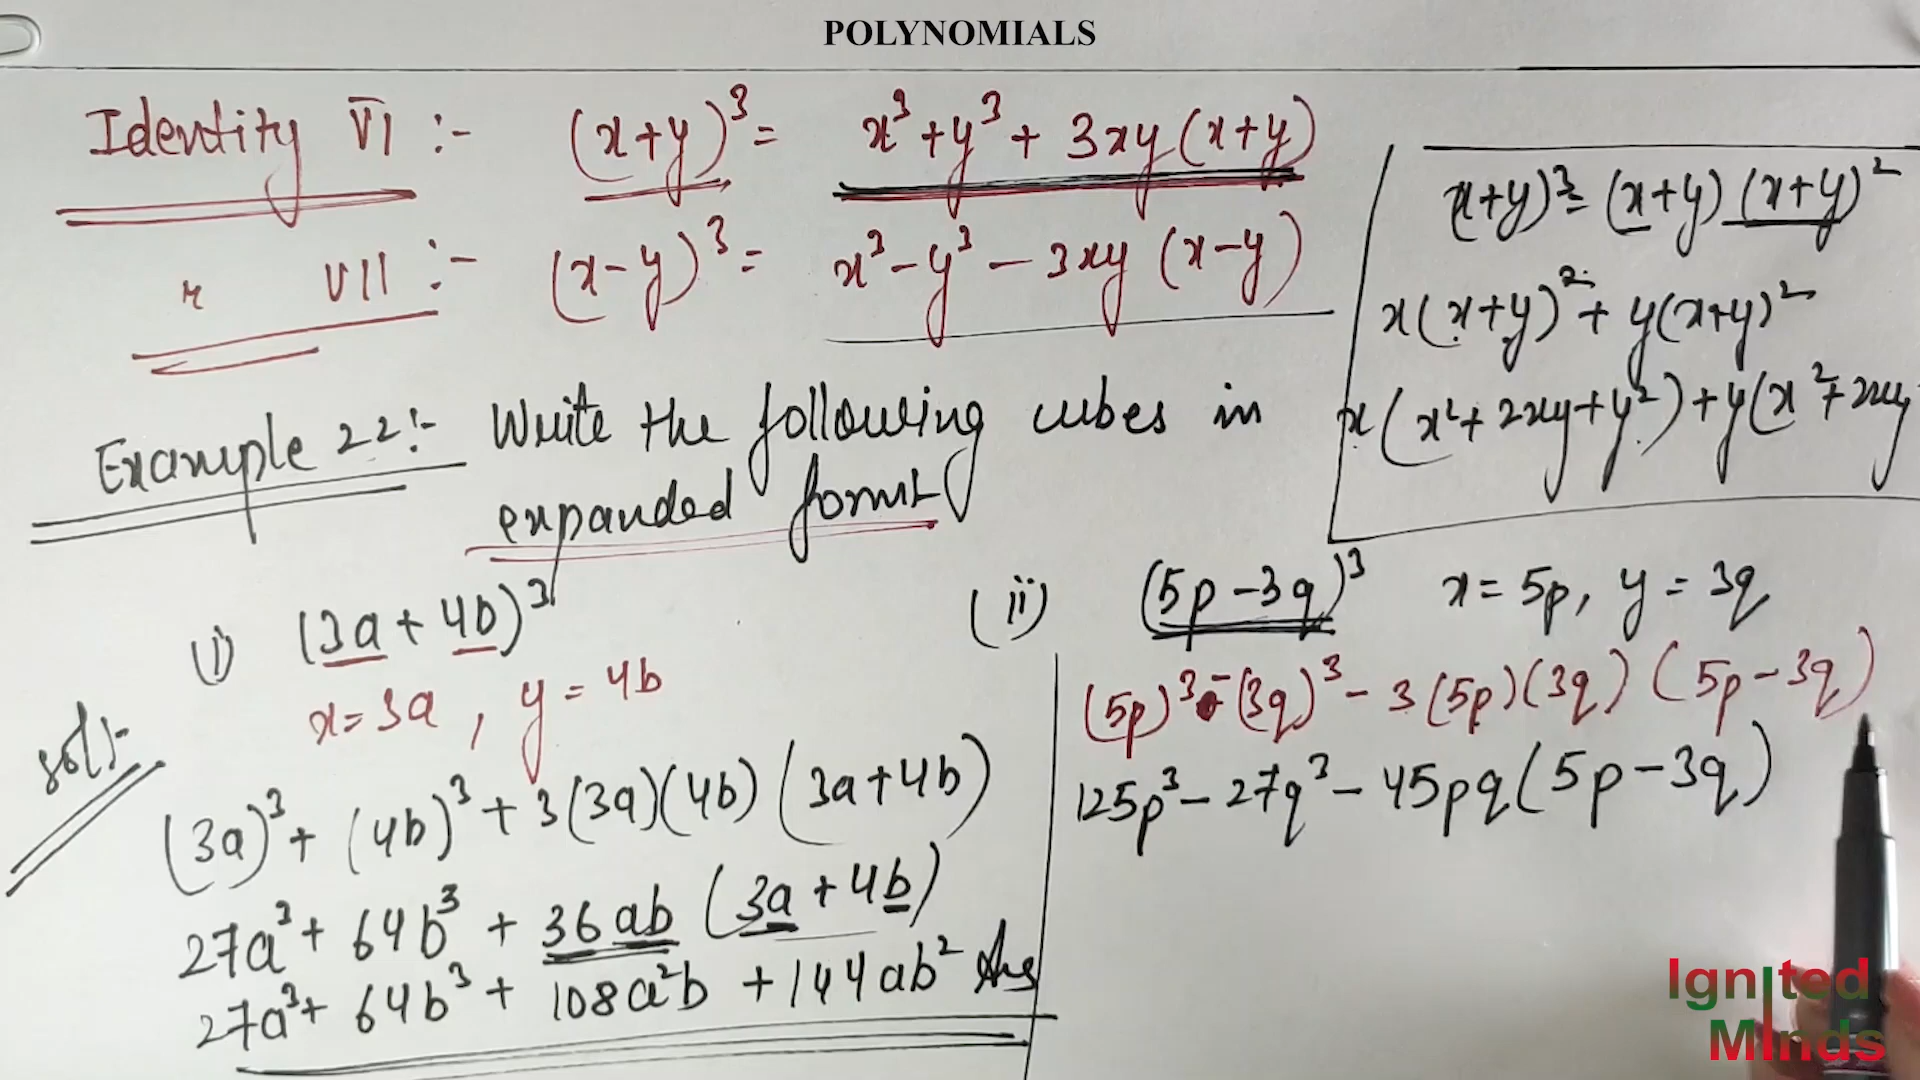 POLYNOMIALS
Identity VI :- (x+y)³ = x³+y³+ 3xy(x+y)
" VII :- (x-y)³ = x³-y³-3xy (x-y)
(x+y)³= (x+y) (x+y)²
x(x+y)²+ y(x+y)²
x(x²+2xy+y²)+y(x²+2xy
Example 22:- Write the following cubes in
expanded form:
(i) (3a+4b)³
x=3a, y=4b
Sol:-
(3a)³+(4b)³+3(3a)(4b)(3a+4b)
27a³+64b³+36ab(3a+4b)
27a³+64b³+108a²b+144ab² Ans
(ii) (5p-3q)³ x=5p, y=3q
(5p)³-(3q)³-3(5p)(3q)(5p-3q)
125p³-27q³-45pq(5p-3q)
Ignited
Minds